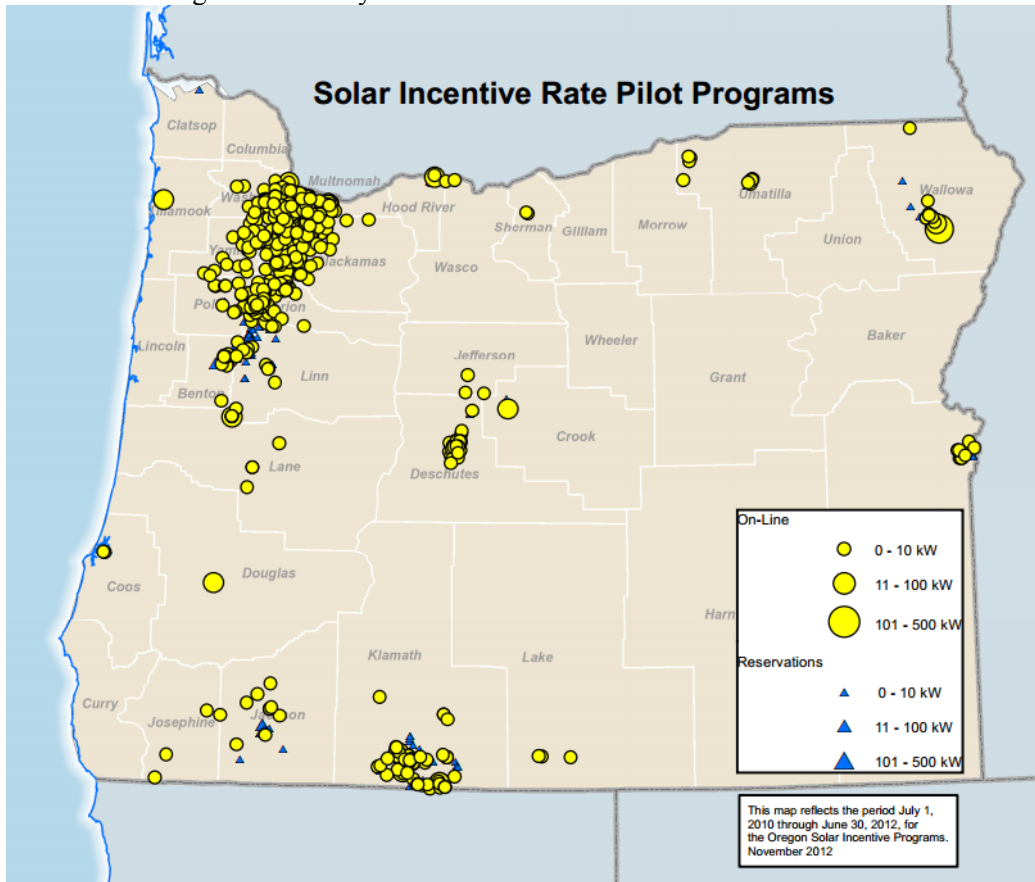 Solar Incentive Rate Pilot Programs
Clatsop
Columbia
Multnomah
Hood River
Sherman
Gilliam
Morrow
Umatilla
Wallowa
Union
Wasco
Lincoln
Linn
Benton
Jefferson
Wheeler
Grant
Baker
Crook
Deschutes
Lane
Coos
Douglas
Klamath
Lake
Curry
Josephine
On-Line
0 - 10 kW
11 - 100 kW
101 - 500 kW
Reservations
0 - 10 kW
11 - 100 kW
101 - 500 kW
This map reflects the period July 1,
2010 through June 30, 2012, for
the Oregon Solar Incentive Programs.
November 2012